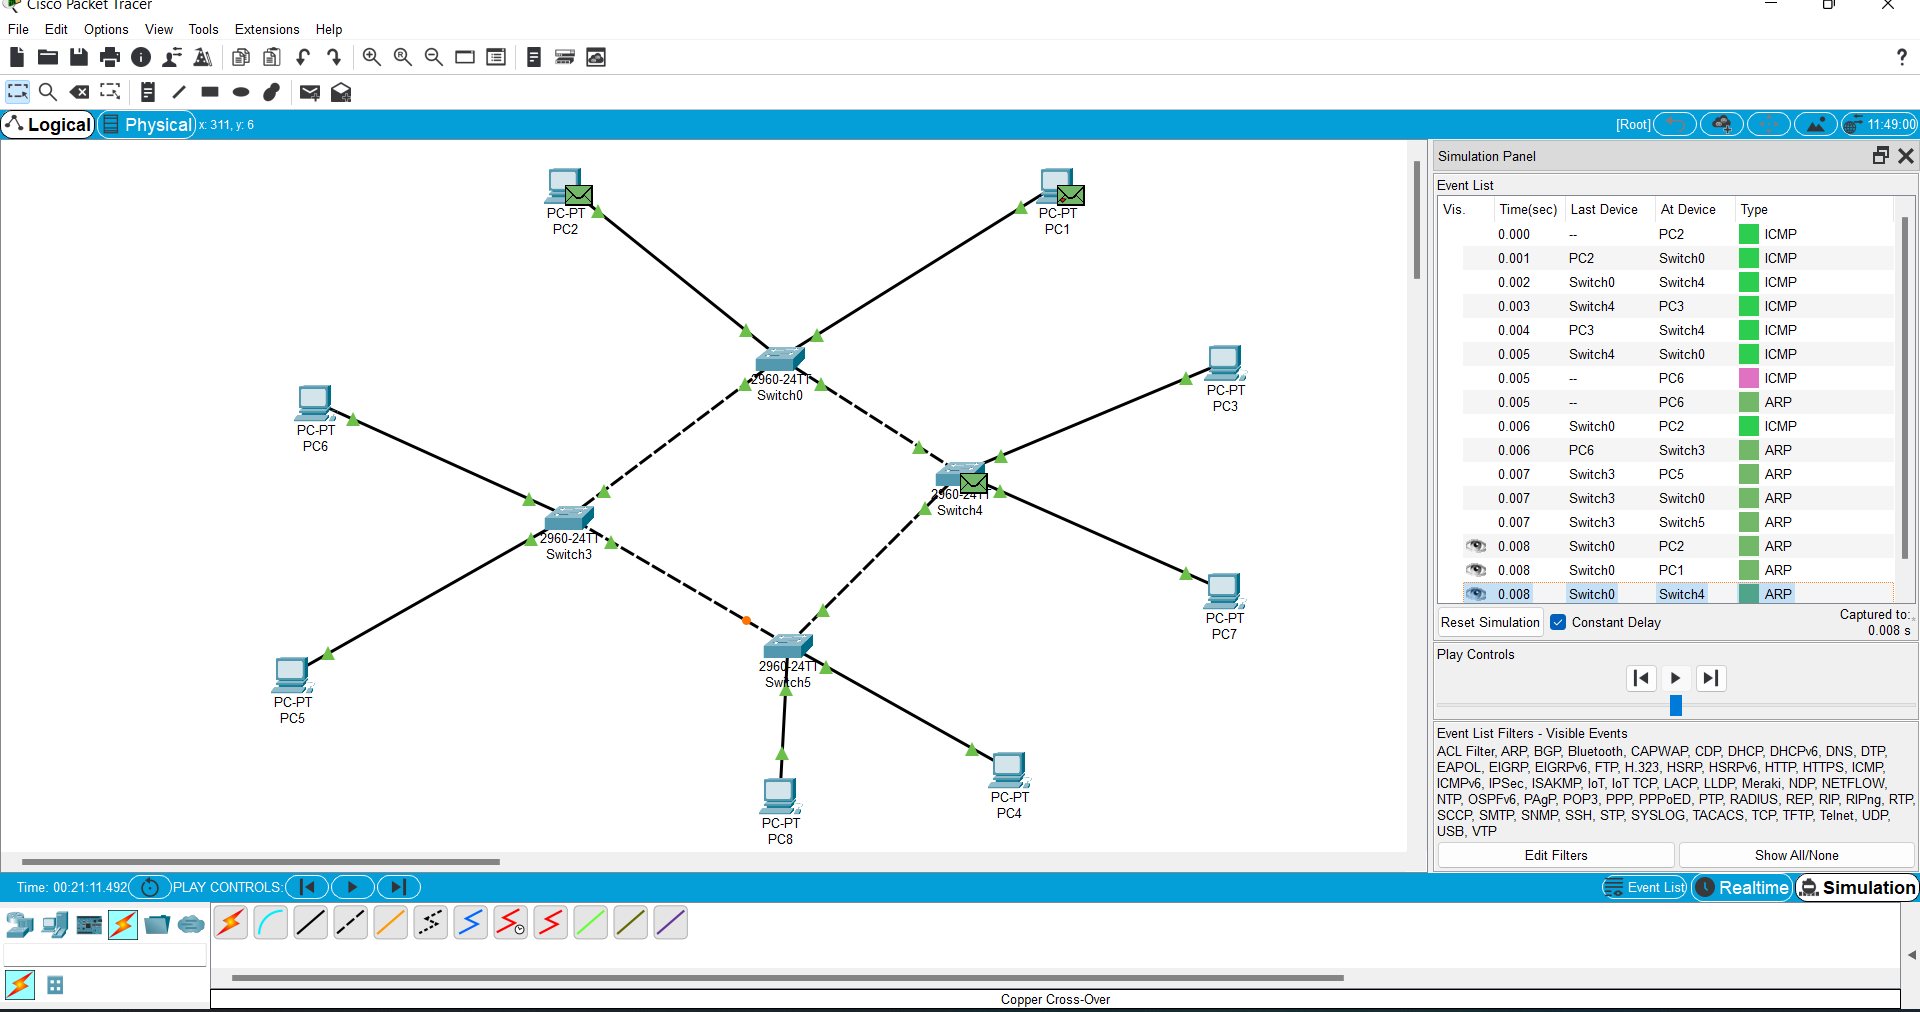 Cisco Packet Tracer
File Edit Options View Tools Extensions Help
Logical Physical x: 311, y: 6 [Root] 11:49:00
PC-PT
PC2
PC-PT
PC1
2960-24TT
Switch0
PC-PT
PC3
PC-PT
PC6
2960-24TT
Switch4
2960-24TT
Switch3
PC-PT
PC7
2960-24TT
Switch5
PC-PT
PC5
PC-PT
PC4
PC-PT
PC8
Simulation Panel
Event List
Vis. Time(sec) Last Device At Device Type
0.000 -- PC2 ICMP
0.001 PC2 Switch0 ICMP
0.002 Switch0 Switch4 ICMP
0.003 Switch4 PC3 ICMP
0.004 PC3 Switch4 ICMP
0.005 Switch4 Switch0 ICMP
0.005 -- PC6 ICMP
0.005 -- PC6 ARP
0.006 Switch0 PC2 ICMP
0.006 PC6 Switch3 ARP
0.007 Switch3 PC5 ARP
0.007 Switch3 Switch0 ARP
0.007 Switch3 Switch5 ARP
0.008 Switch0 PC2 ARP
0.008 Switch0 PC1 ARP
0.008 Switch0 Switch4 ARP
Reset Simulation Constant Delay Captured to:
0.008 s
Play Controls
Event List Filters - Visible Events
ACL Filter, ARP, BGP, Bluetooth, CAPWAP, CDP, DHCP, DHCPv6, DNS, DTP,
EAPOL, EIGRP, EIGRPv6, FTP, H.323, HSRP, HSRPv6, HTTP, HTTPS, ICMP,
ICMPv6, IPSec, ISAKMP, IoT, IoT TCP, LACP, LLDP, Meraki, NDP, NETFLOW,
NTP, OSPFv6, PAgP, POP3, PPP, PPPoED, PTP, RADIUS, REP, RIP, RIPng, RTP,
SCCP, SMTP, SNMP, SSH, STP, SYSLOG, TACACS, TCP, TFTP, Telnet, UDP,
USB, VTP
Edit Filters Show All/None
Time: 00:21:11.492 PLAY CONTROLS: Event List Realtime Simulation
Copper Cross-Over